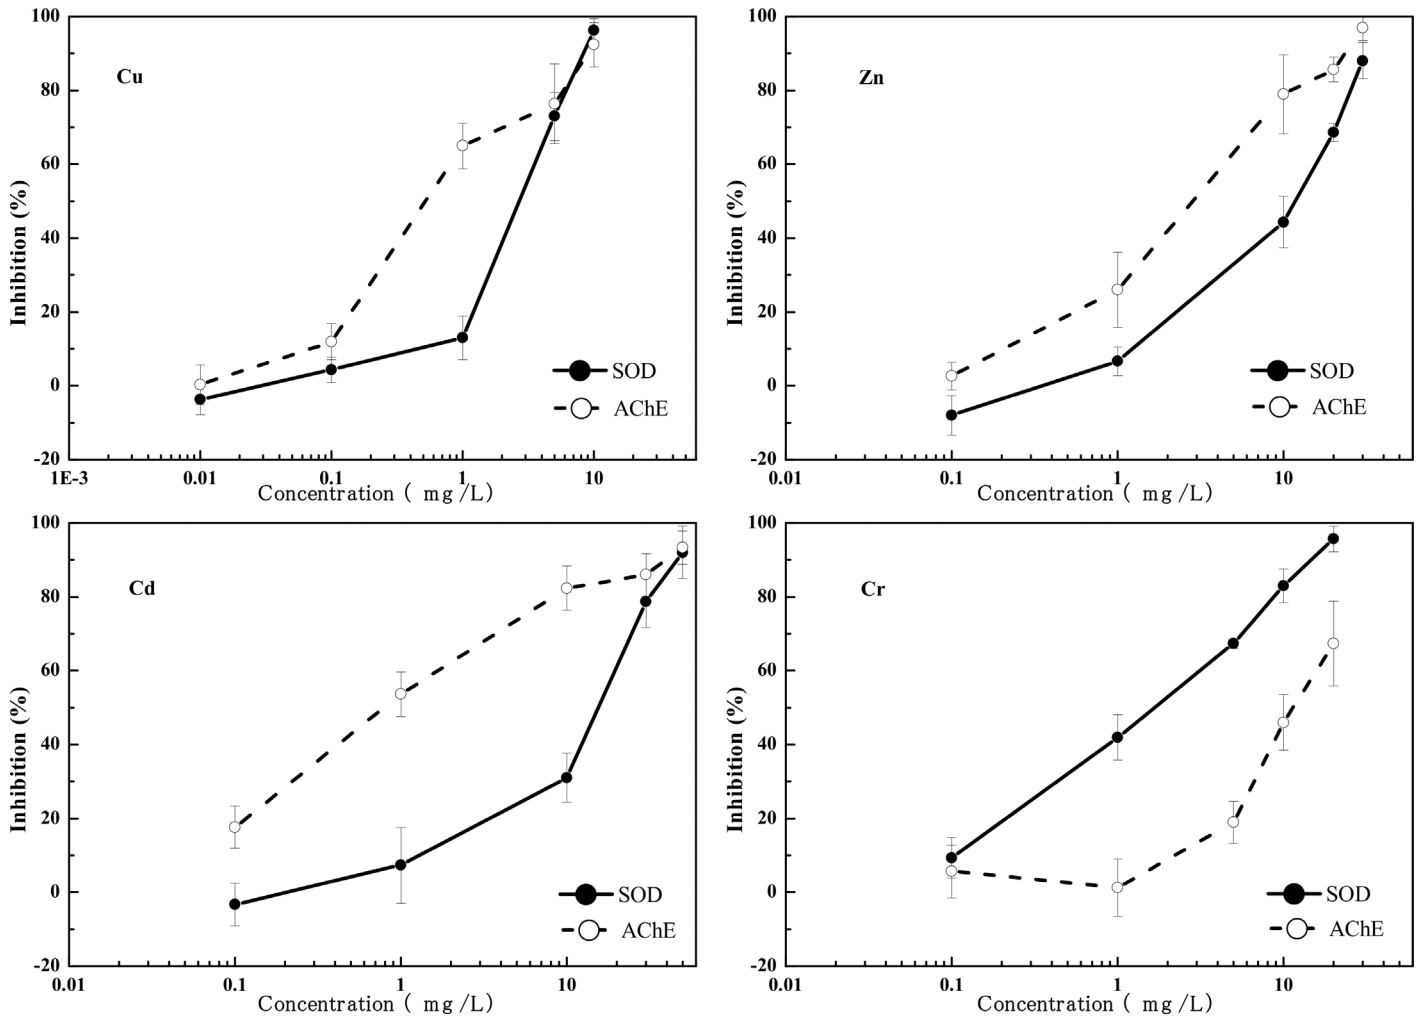 100
80
60
40
20
0
-20
Inhibition (%)
Cu
SOD
AChE
1E-3 0.01 0.1 1 10
Concentration ( mg /L)
100
80
60
40
20
0
-20
Inhibition (%)
Zn
SOD
AChE
0.01 0.1 1 10
Concentration ( mg /L)
100
80
60
40
20
0
-20
Inhibition (%)
Cd
SOD
AChE
0.01 0.1 1 10
Concentration ( mg /L)
100
80
60
40
20
0
-20
Inhibition (%)
Cr
SOD
AChE
0.01 0.1 1 10
Concentration ( mg /L)